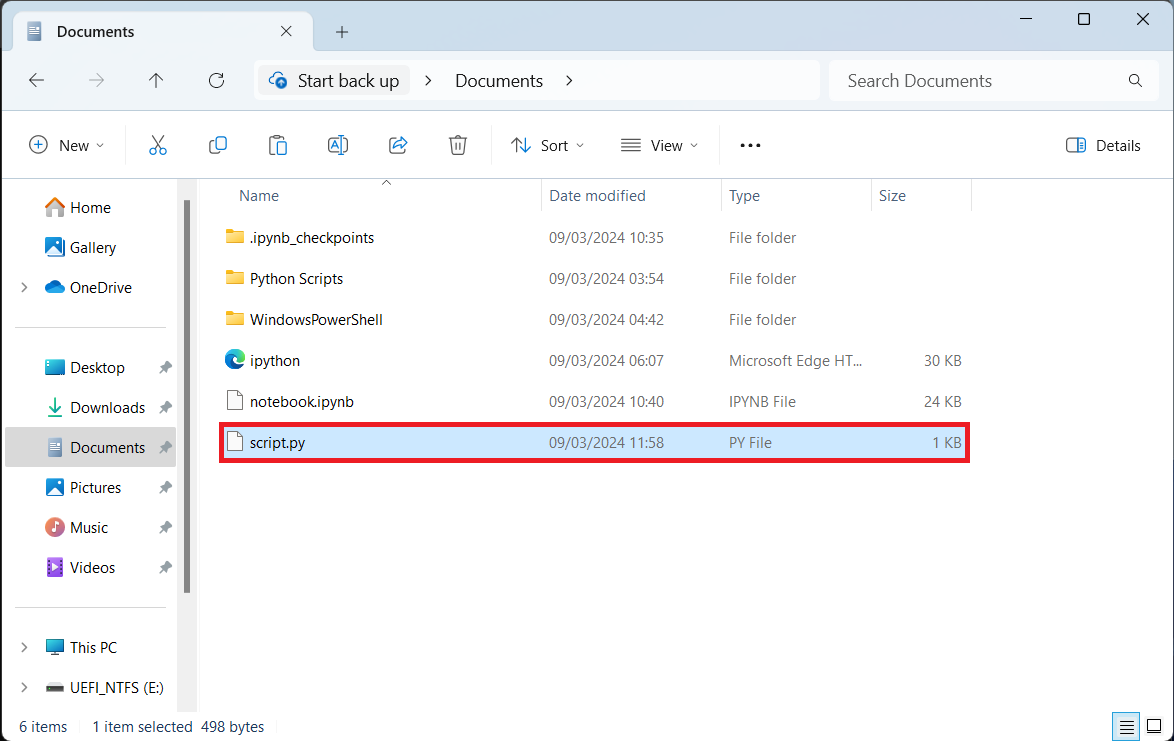 Documents
Start back up > Documents >
Search Documents
New
Sort
View
Details
Home
Gallery
OneDrive
Desktop
Downloads
Documents
Pictures
Music
Videos
This PC
UEFI_NTFS (E:)
Name Date modified Type Size
.ipynb_checkpoints 09/03/2024 10:35 File folder
Python Scripts 09/03/2024 03:54 File folder
WindowsPowerShell 09/03/2024 04:42 File folder
ipython 09/03/2024 06:07 Microsoft Edge HT... 30 KB
notebook.ipynb 09/03/2024 10:40 IPYNB File 24 KB
script.py 09/03/2024 11:58 PY File 1 KB
6 items 1 item selected 498 bytes